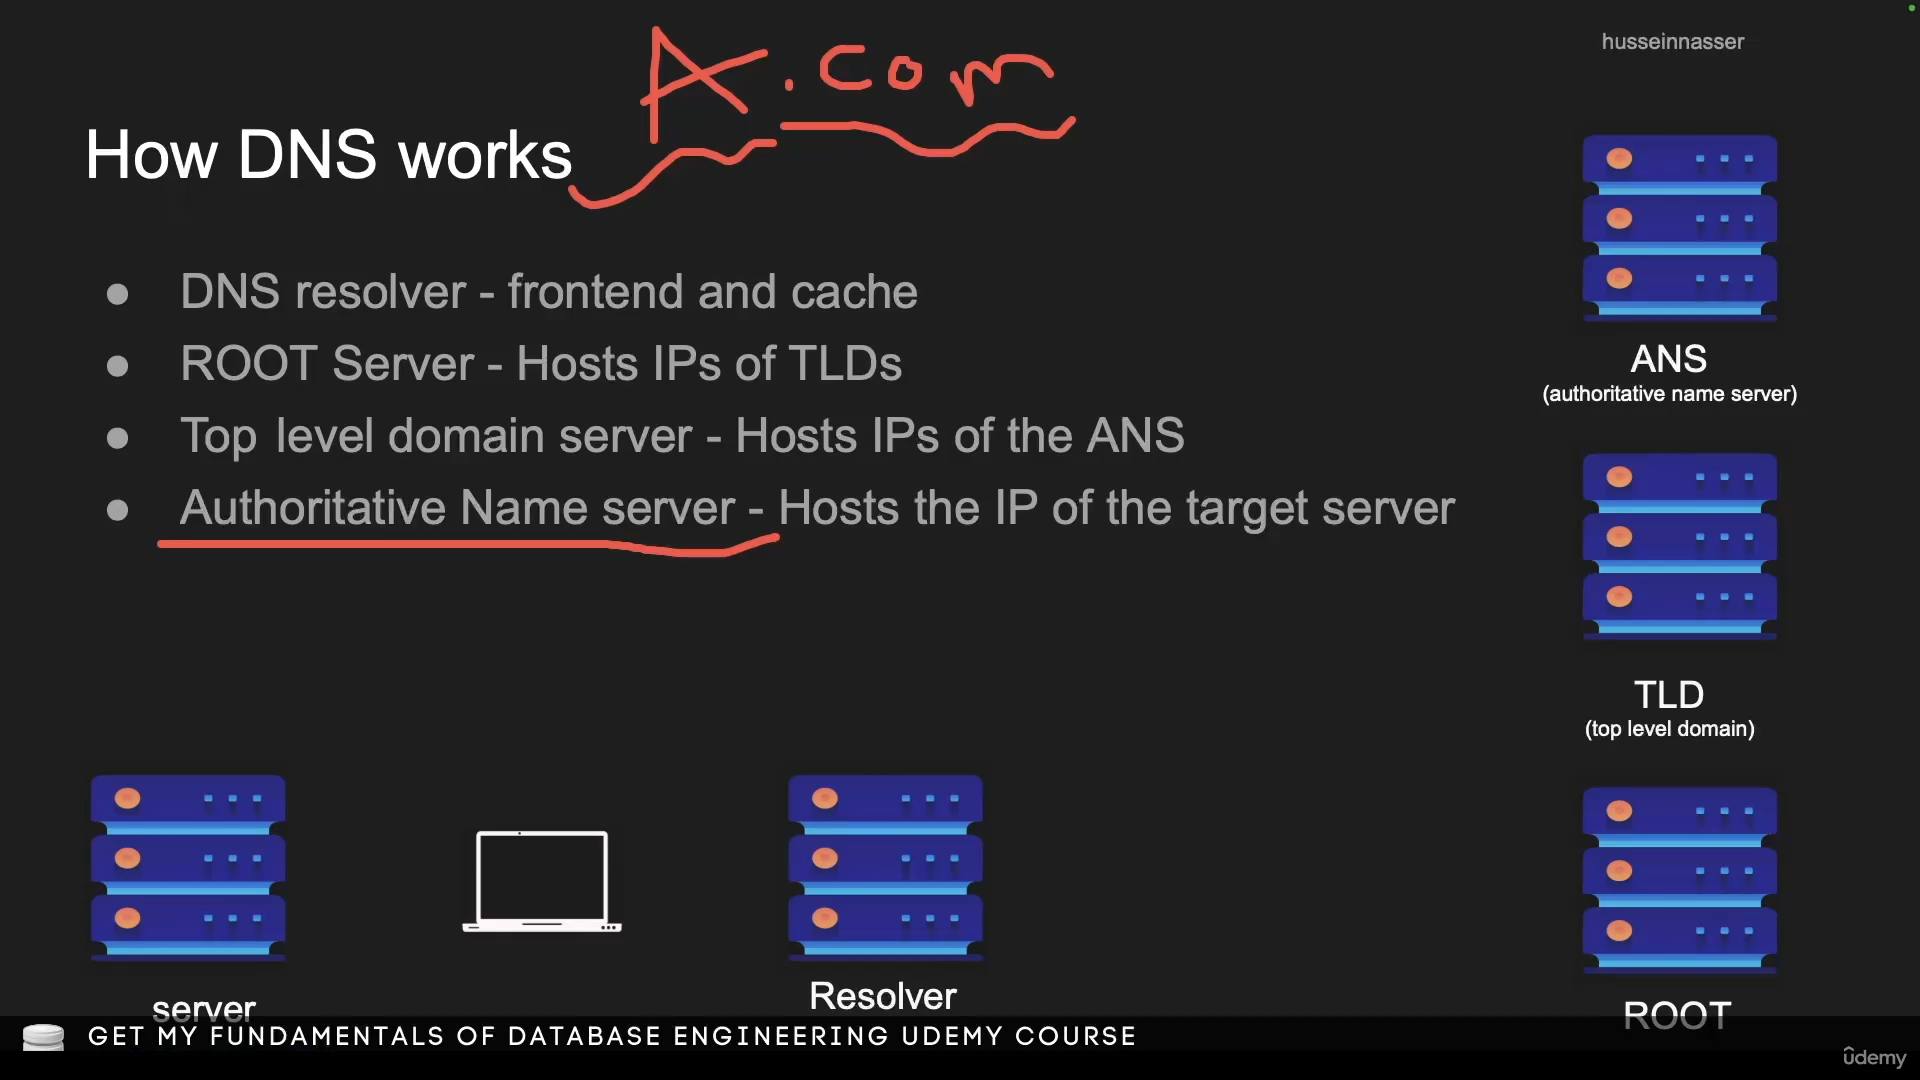 A.com
husseinnasser
How DNS works
● DNS resolver - frontend and cache
● ROOT Server - Hosts IPs of TLDs
● Top level domain server - Hosts IPs of the ANS
● Authoritative Name server - Hosts the IP of the target server
ANS
(authoritative name server)
TLD
(top level domain)
server
Resolver
ROOT
GET MY FUNDAMENTALS OF DATABASE ENGINEERING UDEMY COURSE
ûdemy